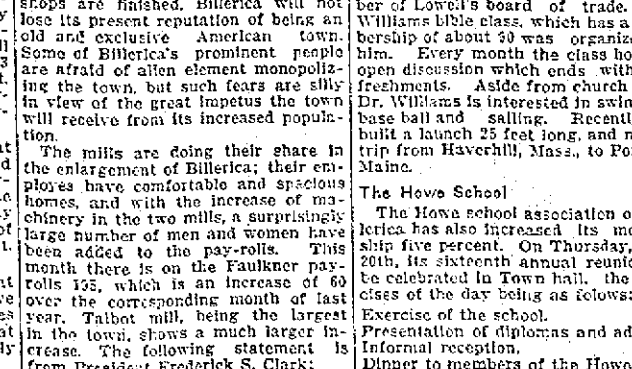 shops are finished. Billerica will not
lose its present reputation of being an
old and exclusive American town.
Some of Billerica's prominent people
are afraid of alien element monopoliz-
ing the town, but such fears are silly
in view of the great impetus the town
will receive from its increased popula-
tion.
The mills are doing their share in
the enlargement of Billerica; their em-
ployes have comfortable and spacious
homes, and with the increase of ma-
chinery in the two mills, a surprisingly
large number of men and women have
been added to the pay-rolls. This
month there is on the Faulkner pay-
rolls 135, which is an increase of 60
over the corresponding month of last
year. Talbot mill, being the largest
in the town, shows a much larger in-
crease. The following statement is
from President Frederick S. Clark:
ber of Lowell's board of trade.
Williams bible class, which has a
bership of about 30 was organiz
him. Every month the class ho
open discussion which ends with
freshments. Aside from church
Dr. Williams is interested in swim
base ball and sailing. Recentl
built a launch 25 feet long, and m
trip from Haverhill, Mass., to Po
Maine.
The Howe School
The Howe school association o
lerica has also increased its me
ship five percent. On Thursday,
20th, its sixteenth annual reunio
be celebrated in Town hall, the
cises of the day being as folows:
Exercise of the school.
Presentation of diplomas and ad
Informal reception.
Dinner to members of the Howe